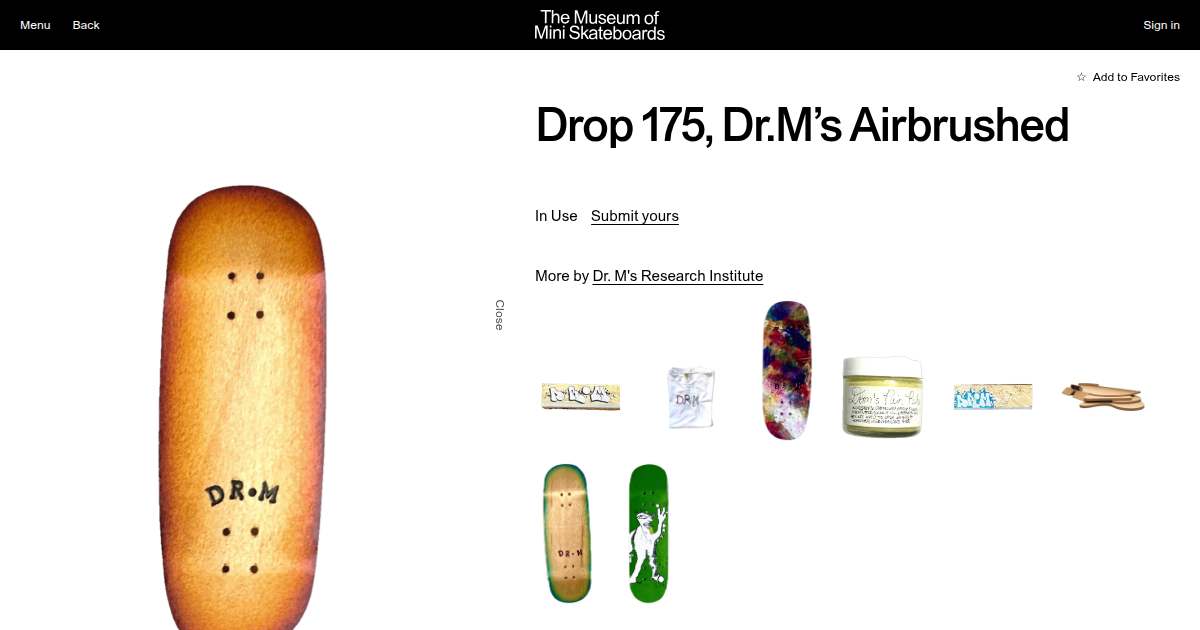 Menu
Back
The Museum of
Mini Skateboards
Sign in
☆ Add to Favorites
Drop 175, Dr.M’s Airbrushed
In Use Submit yours
More by Dr. M's Research Institute
Close
DR•M
DRM
DR•M